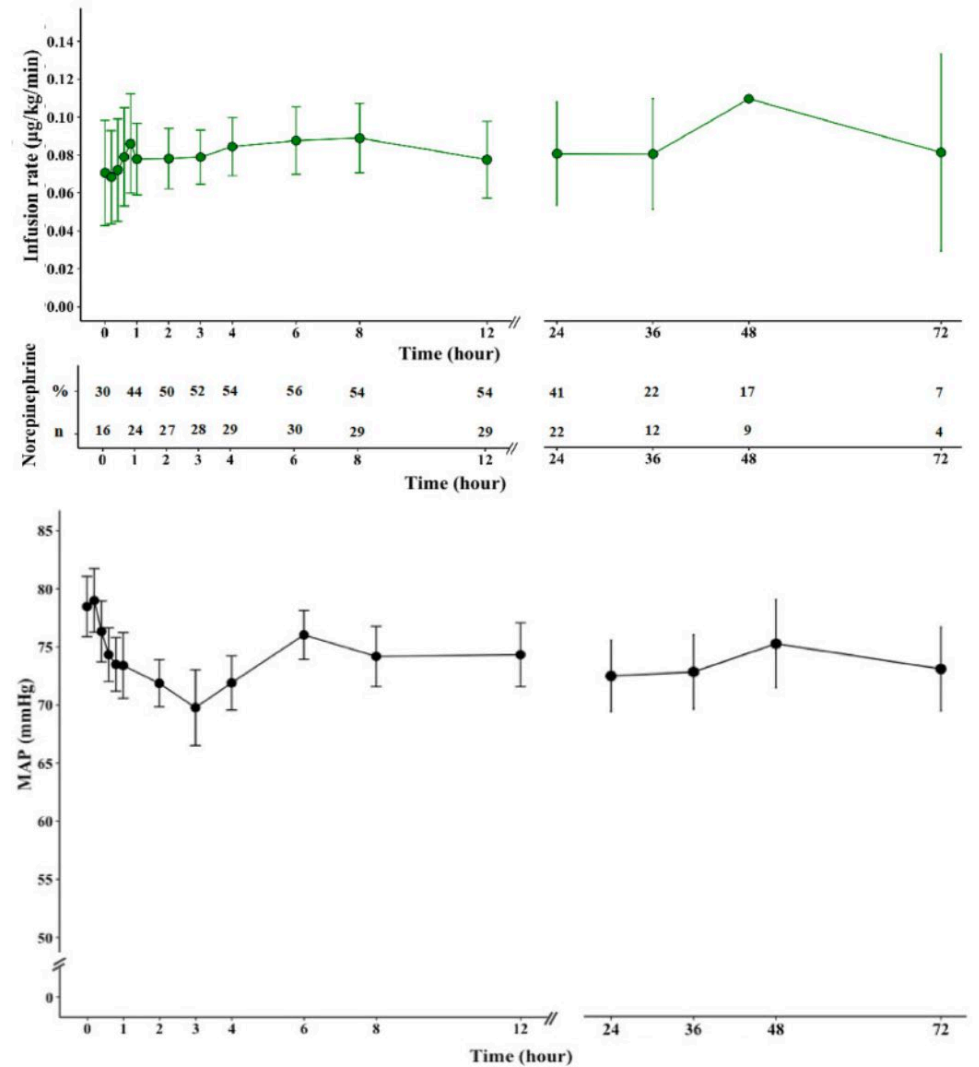 Infusion rate (µg/kg/min)
0.14
0.12
0.10
0.08
0.06
0.04
0.02
0.00
0 1 2 3 4 6 8 12 // 24 36 48 72
Time (hour)
Norepinephrine
% 30 44 50 52 54 56 54 54 41 22 17 7
n 16 24 27 28 29 30 29 29 22 12 9 4
0 1 2 3 4 6 8 12 // 24 36 48 72
Time (hour)
MAP (mmHg)
85
80
75
70
65
60
55
50
0
0 1 2 3 4 6 8 12 // 24 36 48 72
Time (hour)